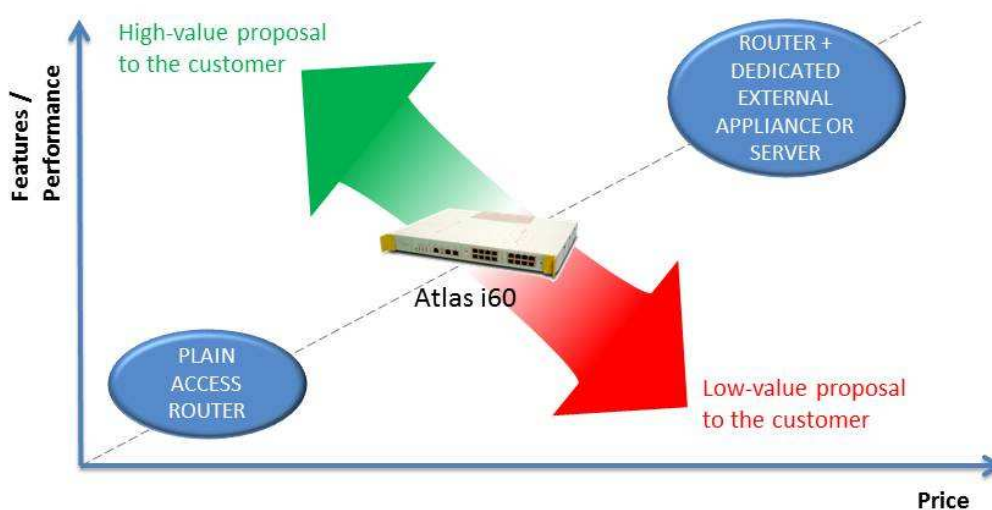 High-value proposal
to the customer
ROUTER +
DEDICATED
EXTERNAL
APPLIANCE OR
SERVER
Features /
Performance
Atlas i60
PLAIN
ACCESS
ROUTER
Low-value proposal
to the customer
Price